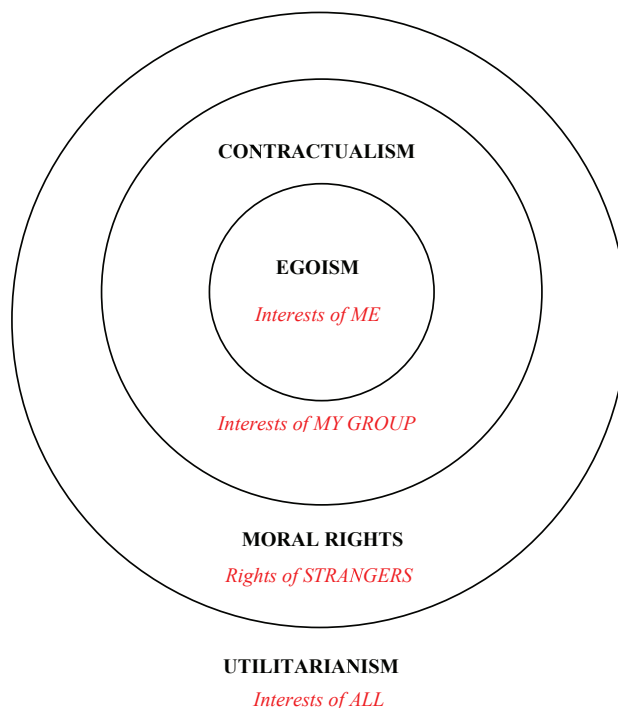 CONTRACTUALISM
EGOISM
Interests of ME
Interests of MY GROUP
MORAL RIGHTS
Rights of STRANGERS
UTILITARIANISM
Interests of ALL